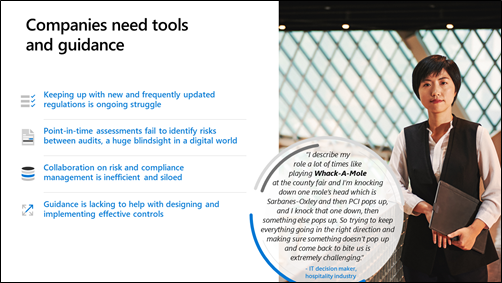 Companies need tools
and guidance
Keeping up with new and frequently updated
regulations is ongoing struggle
Point-in-time assessments fail to identify risks
between audits, a huge blindsight in a digital world
Collaboration on risk and compliance
management is inefficient and siloed
Guidance is lacking to help with designing and
implementing effective controls
"I describe my
role a lot of times like
playing Whack-A-Mole
at the county fair and I'm knocking
down one mole's head which is
Sarbanes-Oxley and then PCI pops up,
and I knock that one down, then
something else pops up. So trying to keep
everything going in the right direction and
making sure something doesn't pop up
and come back to bite us is
extremely challenging."
- IT decision maker,
hospitality industry